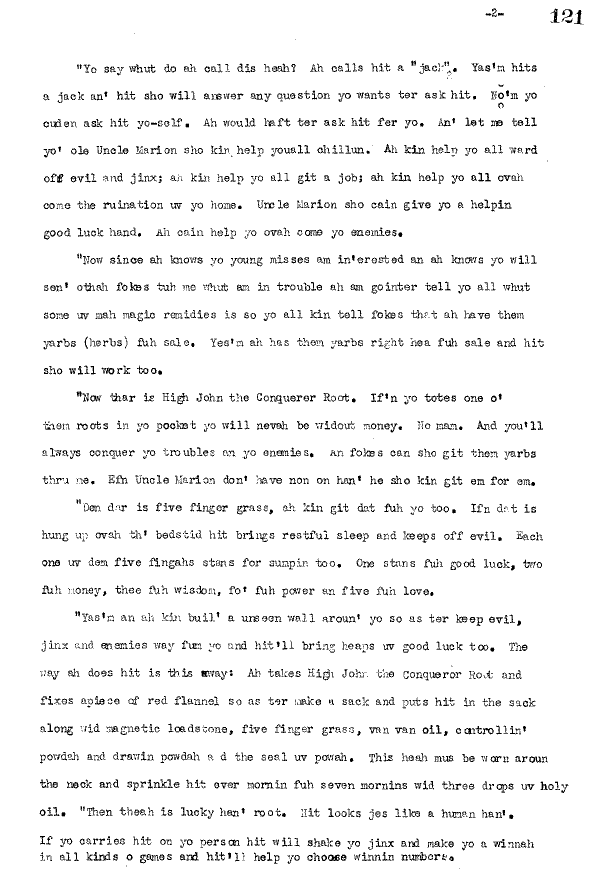 -2- 121
"Yo say whut do ah call dis heah? Ah calls hit a "jack". Yas'm hits
a jack an' hit sho will answer any question yo wants ter ask hit. No'm yo
cuden ask hit yo-self. Ah would haft ter ask hit fer yo. An' let me tell
yo' ole Uncle Marion sho kin help youall chillun. Ah kin help yo all ward
off evil and jinx; ah kin help yo all git a job; ah kin help yo all ovah
come the ruination uv yo home. Uncle Marion sho cain give yo a helpin
good luck hand. Ah cain help yo ovah come yo enemies.
"Now since ah knows yo young misses am in'erested an ah knows yo will
sen' othah fokes tuh me whut am in trouble ah am gointer tell yo all whut
some uv mah magic remidies is so yo all kin tell fokes that ah have them
yarbs (herbs) fuh sale. Yes'm ah has them yarbs right hea fuh sale and hit
sho will work too.
"Now thar is High John the Conquerer Root. If'n yo totes one o'
them roots in yo pocket yo will nevah be widout money. No mam. And you'll
always conquer yo troubles an yo enemies. An fokes can sho git them yarbs
thru me. Efn Uncle Marion don' have non on han' he sho kin git em for em.
"Den dar is five finger grass, ah kin git dat fuh yo too. Ifn dat is
hung up ovah th' bedstid hit brings restful sleep and keeps off evil. Each
one uv dem five fingahs stans for sumpin too. One stans fuh good luck, two
fuh money, thee fuh wisdom, fo' fuh power an five fuh love.
"Yas'm an ah kin buil' a unseen wall aroun' yo so as ter keep evil,
jinx and enemies way fum yo and hit'll bring heaps uv good luck too. The
way ah does hit is this away: Ah takes High John the Conqueror Root and
fixes apiece of red flannel so as ter make a sack and puts hit in the sack
along wid magnetic loadstone, five finger grass, van van oil, controllin'
powdah and drawin powdah a d the seal uv powah. This heah mus be worn aroun
the neck and sprinkle hit ever mornin fuh seven mornins wid three drops uv holy
oil. "Then theah is lucky han' root. Hit looks jes like a human han'.
If yo carries hit on yo person hit will shake yo jinx and make yo a winnah
in all kinds o games and hit'll help yo choose winnin numbers.